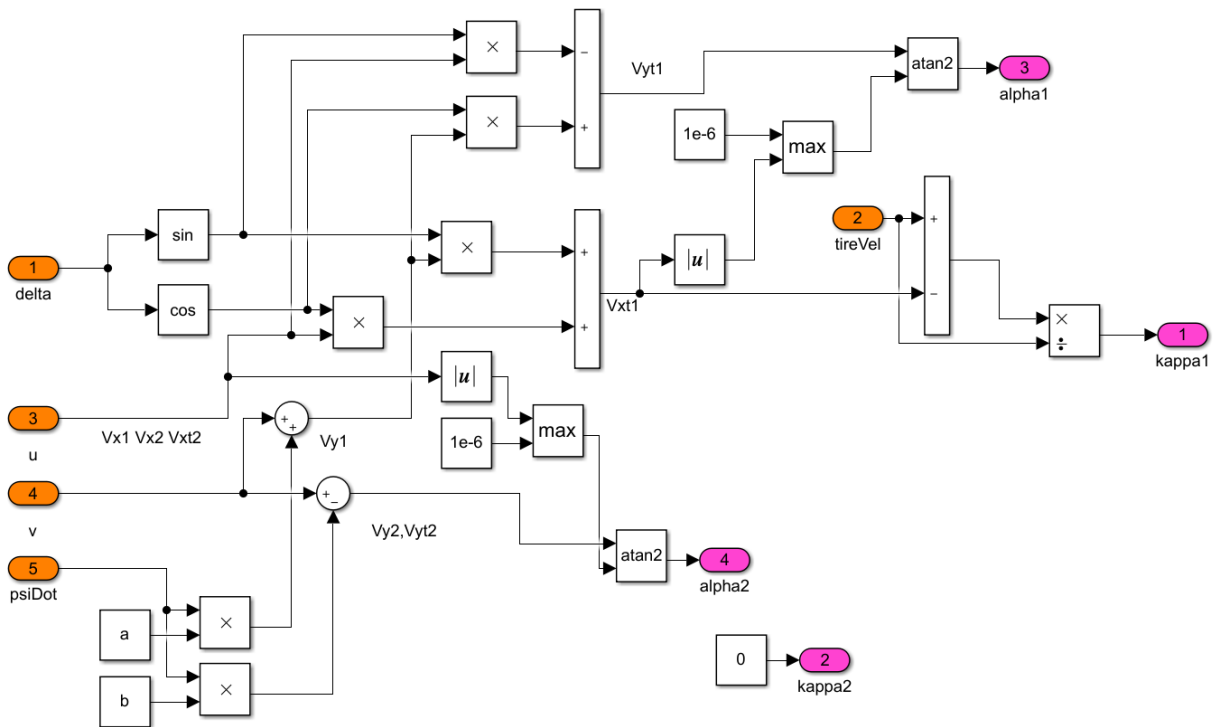 ×
−
Vyt1
atan2
3
alpha1
×
+
1e-6
max
sin
×
+
|u|
2
tireVel
+
1
delta
cos
×
+
Vxt1
−
×
÷
1
kappa1
|u|
3
u
Vx1 Vx2 Vxt2
+
+
Vy1
1e-6
max
4
v
+
−
Vy2,Vyt2
atan2
4
alpha2
5
psiDot
a
×
b
×
0
2
kappa2